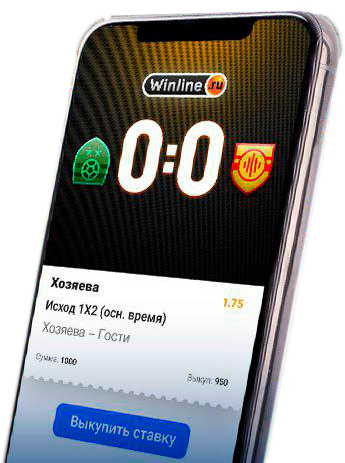 Winline.ru
0:0
Хозяева
1.75
Исход 1X2 (осн. время)
Хозяева – Гости
Сумма: 1000
Выкуп: 950
Выкупить ставку